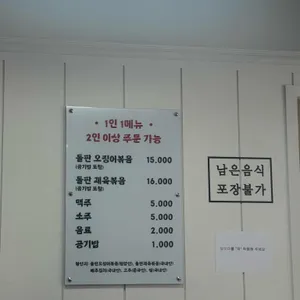 1인 1메뉴
2인 이상 주문 가능
돌판 오징어볶음 15,000
(공기밥 포함)
돌판 제육볶음 16,000
(공기밥 포함)
맥주 5,000
소주 5,000
음료 2,000
공기밥 1,000
남은음식
포장불가